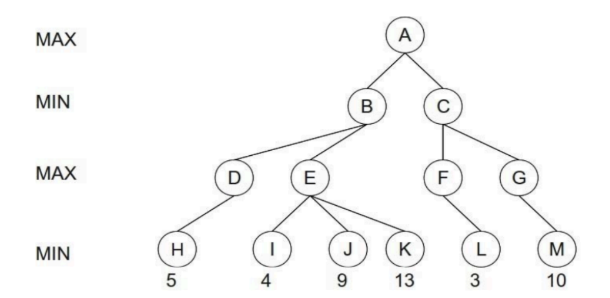 MAX A
MIN B C
MAX D E F G
MIN H I J K L M
5 4 9 13 3 10